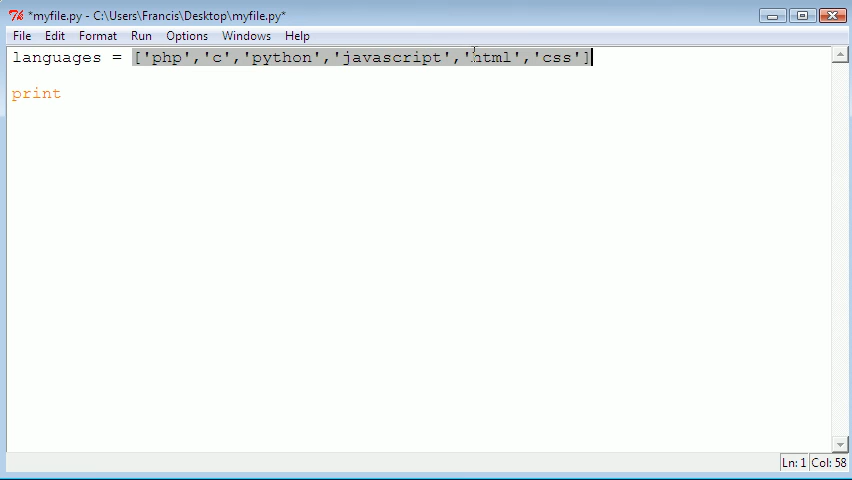 *myfile.py - C:\Users\Francis\Desktop\myfile.py*
File Edit Format Run Options Windows Help
languages = ['php','c','python','javascript','html','css']
print
Ln: 1 Col: 58